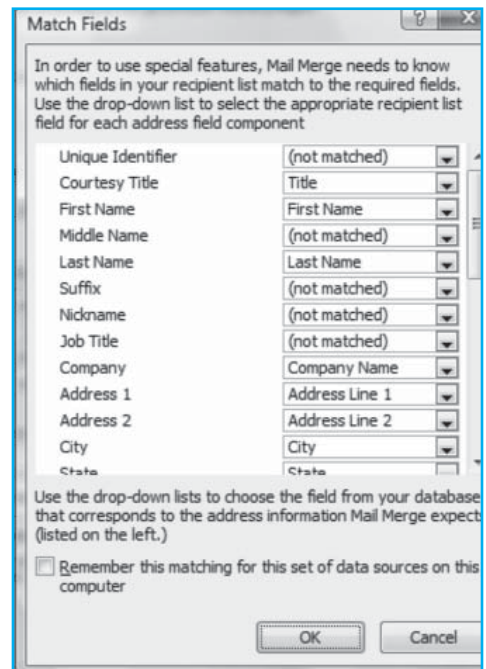 Match Fields
In order to use special features, Mail Merge needs to know
which fields in your recipient list match to the required fields.
Use the drop-down list to select the appropriate recipient list
field for each address field component
Unique Identifier (not matched)
Courtesy Title Title
First Name First Name
Middle Name (not matched)
Last Name Last Name
Suffix (not matched)
Nickname (not matched)
Job Title (not matched)
Company Company Name
Address 1 Address Line 1
Address 2 Address Line 2
City City
State State
Use the drop-down lists to choose the field from your database
that corresponds to the address information Mail Merge expects
(listed on the left.)
Remember this matching for this set of data sources on this
computer
OK Cancel